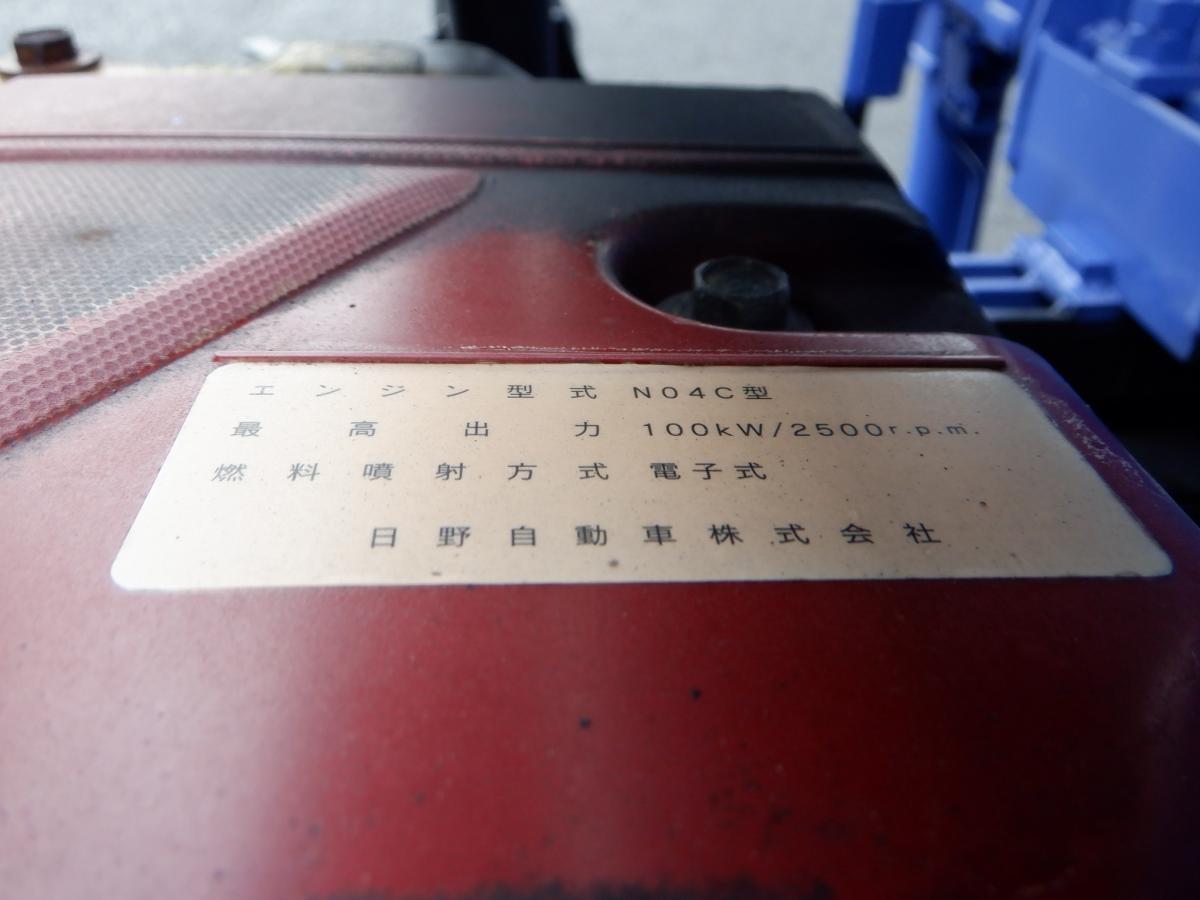 エンジン型式 N04C型
最高出力 100kW/2500r.p.m.
燃料噴射方式 電子式
日野自動車株式会社